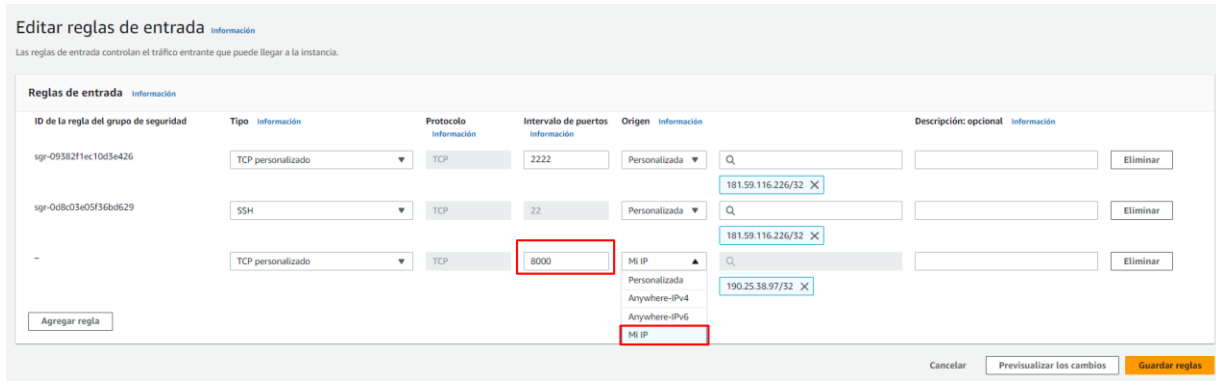 Editar reglas de entrada Información
Las reglas de entrada controlan el tráfico entrante que puede llegar a la instancia.
Reglas de entrada Información
ID de la regla del grupo de seguridad Tipo Información Protocolo Información Intervalo de puertos Información Origen Información Descripción: opcional Información
sgr-09382f1ec10d3e426 TCP personalizado TCP 2222 Personalizada Eliminar
181.59.116.226/32
sgr-0d8c03e05f36bd629 SSH TCP 22 Personalizada Eliminar
181.59.116.226/32
– TCP personalizado TCP 8000 Mi IP Eliminar
Personalizada
190.25.38.97/32
Anywhere-IPv4
Anywhere-IPv6
Mi IP
Agregar regla
Cancelar Previsualizar los cambios Guardar reglas